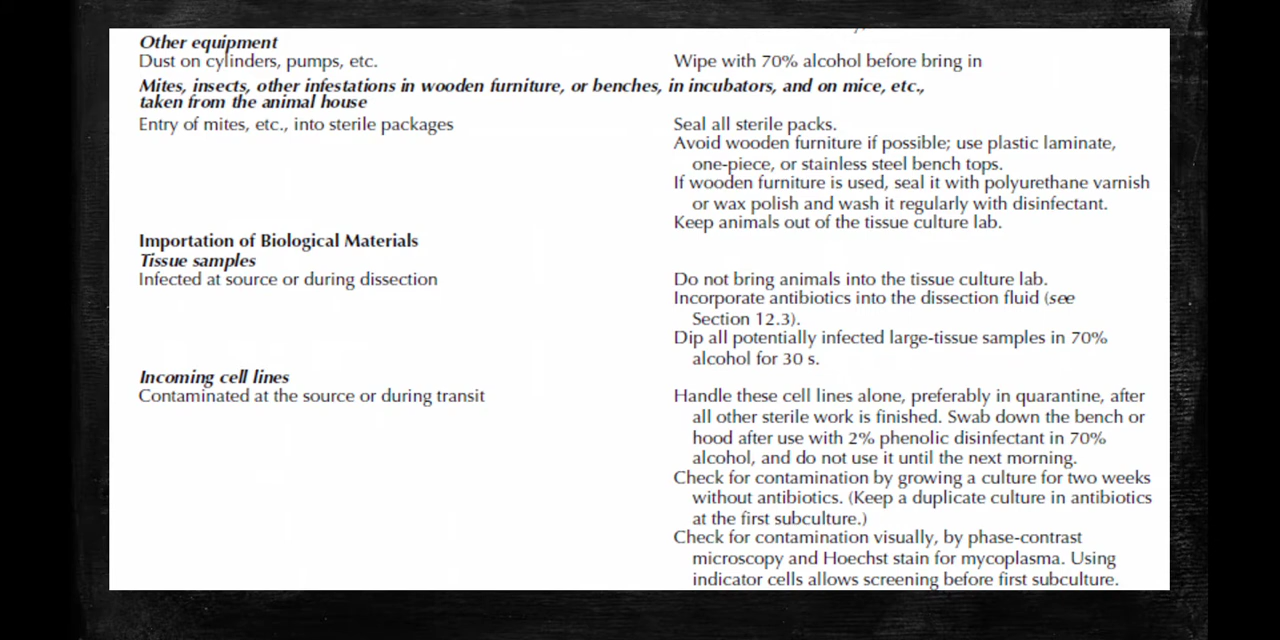 Other equipment
Dust on cylinders, pumps, etc.
Wipe with 70% alcohol before bring in
Mites, insects, other infestations in wooden furniture, or benches, in incubators, and on mice, etc.,
taken from the animal house
Entry of mites, etc., into sterile packages
Seal all sterile packs.
Avoid wooden furniture if possible; use plastic laminate,
one-piece, or stainless steel bench tops.
If wooden furniture is used, seal it with polyurethane varnish
or wax polish and wash it regularly with disinfectant.
Keep animals out of the tissue culture lab.
Importation of Biological Materials
Tissue samples
Infected at source or during dissection
Do not bring animals into the tissue culture lab.
Incorporate antibiotics into the dissection fluid (see
Section 12.3).
Dip all potentially infected large-tissue samples in 70%
alcohol for 30 s.
Incoming cell lines
Contaminated at the source or during transit
Handle these cell lines alone, preferably in quarantine, after
all other sterile work is finished. Swab down the bench or
hood after use with 2% phenolic disinfectant in 70%
alcohol, and do not use it until the next morning.
Check for contamination by growing a culture for two weeks
without antibiotics. (Keep a duplicate culture in antibiotics
at the first subculture.)
Check for contamination visually, by phase-contrast
microscopy and Hoechst stain for mycoplasma. Using
indicator cells allows screening before first subculture.